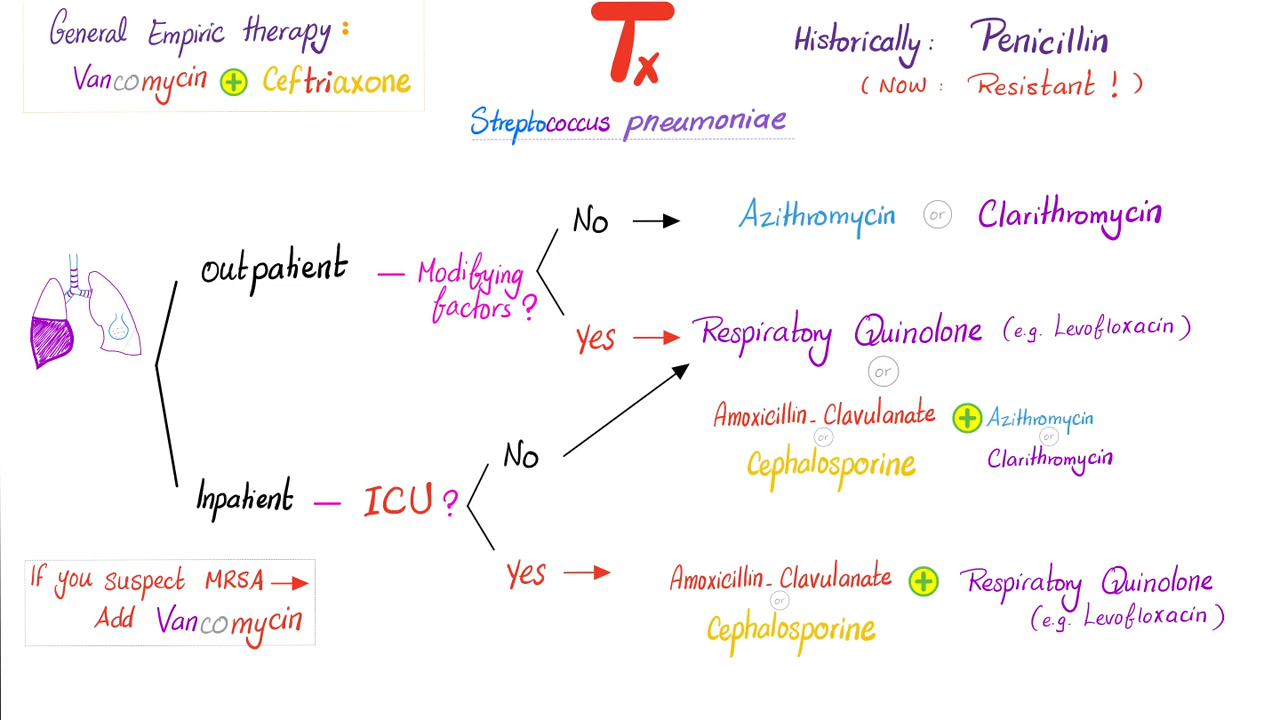 General Empiric therapy:
Vancomycin + Ceftriaxone
Tx
Streptococcus pneumoniae
Historically: Penicillin
(Now: Resistant!)
Outpatient — Modifying factors?
No → Azithromycin or Clarithromycin
Yes → Respiratory Quinolone (e.g. Levofloxacin)
or
Amoxicillin-Clavulanate + Azithromycin
or or
Cephalosporine Clarithromycin
Inpatient — ICU?
No
Yes → Amoxicillin-Clavulanate + Respiratory Quinolone
or (e.g. Levofloxacin)
Cephalosporine
If you suspect MRSA →
Add Vancomycin